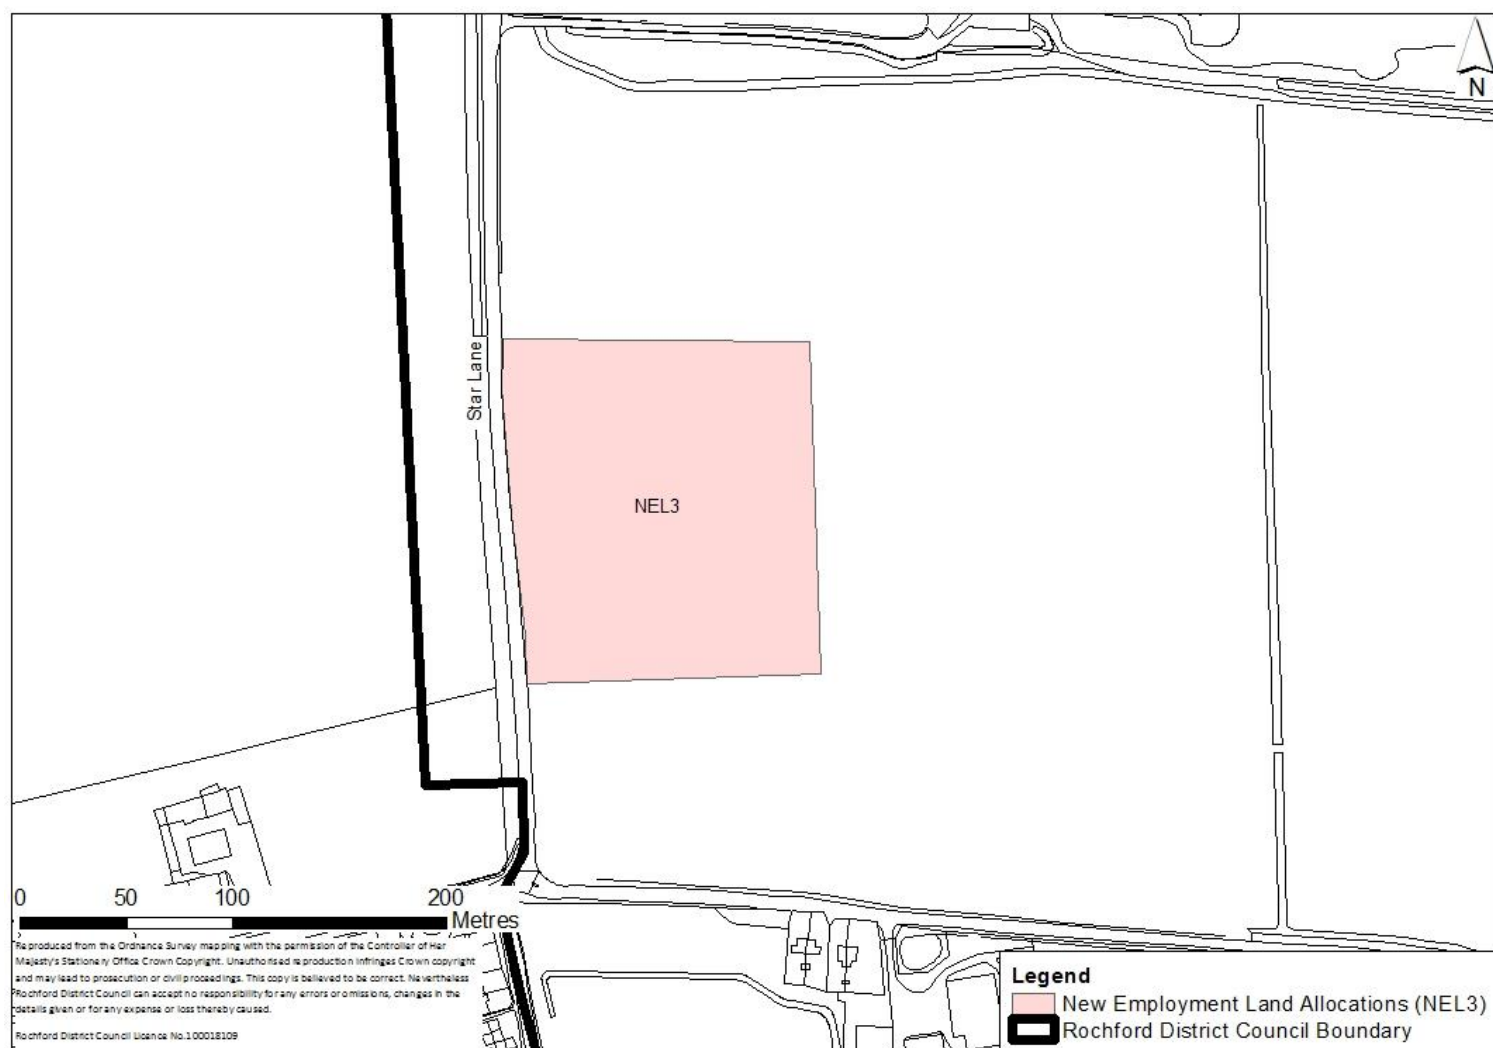 N
Star Lane
NEL3
0 50 100 200
Metres
Reproduced from the Ordnance Survey mapping with the permission of the Controller of Her
Majesty's Stationery Office Crown Copyright. Unauthorised reproduction infringes Crown copyright
and may lead to prosecution or civil proceedings. This copy is believed to be correct. Nevertheless
Rochford District Council can accept no responsibility for any errors or omissions, changes in the
details given or for any expense or loss thereby caused.
Rochford District Council Licence No.100018109
Legend
New Employment Land Allocations (NEL3)
Rochford District Council Boundary